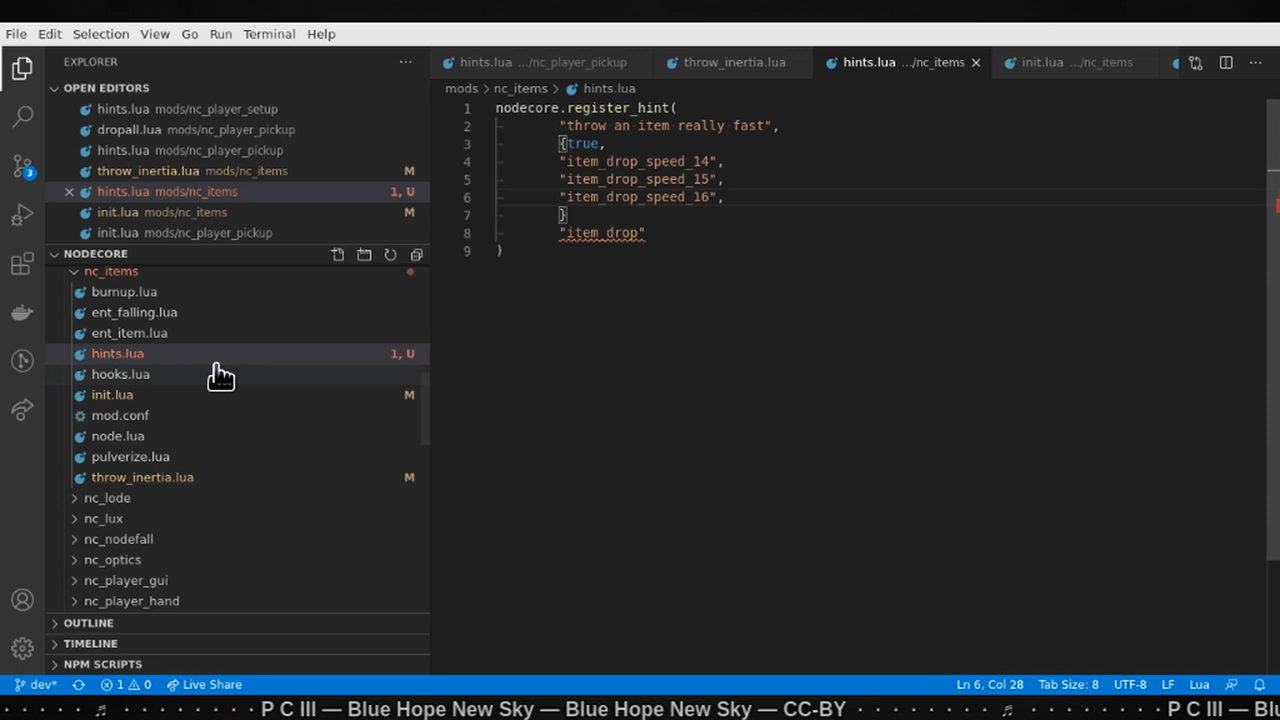 File Edit Selection View Go Run Terminal Help
EXPLORER
hints.lua .../nc_player_pickup throw_inertia.lua hints.lua .../nc_items init.lua .../nc_items
OPEN EDITORS
mods > nc_items > hints.lua
hints.lua mods/nc_player_setup
dropall.lua mods/nc_player_pickup
hints.lua mods/nc_player_pickup
throw_inertia.lua mods/nc_items M
hints.lua mods/nc_items 1, U
init.lua mods/nc_items M
init.lua mods/nc_player_pickup
3
NODECORE
nc_items
burnup.lua
ent_falling.lua
ent_item.lua
hints.lua 1, U
hooks.lua
init.lua M
mod.conf
node.lua
pulverize.lua
throw_inertia.lua M
nc_lode
nc_lux
nc_nodefall
nc_optics
nc_player_gui
nc_player_hand
OUTLINE
TIMELINE
NPM SCRIPTS
1 nodecore.register_hint(
2 "throw an item really fast",
3 {true,
4 "item_drop_speed_14",
5 "item_drop_speed_15",
6 "item_drop_speed_16",
7 }
8 "item_drop"
9 )
dev* 1 0 Live Share Ln 6, Col 28 Tab Size: 8 UTF-8 LF Lua
· · · · · ♬ · · · · · · · · P C III — Blue Hope New Sky — Blue Hope New Sky — CC-BY · · · · · · · · ♬ · · · · · · · · P C III — Bl